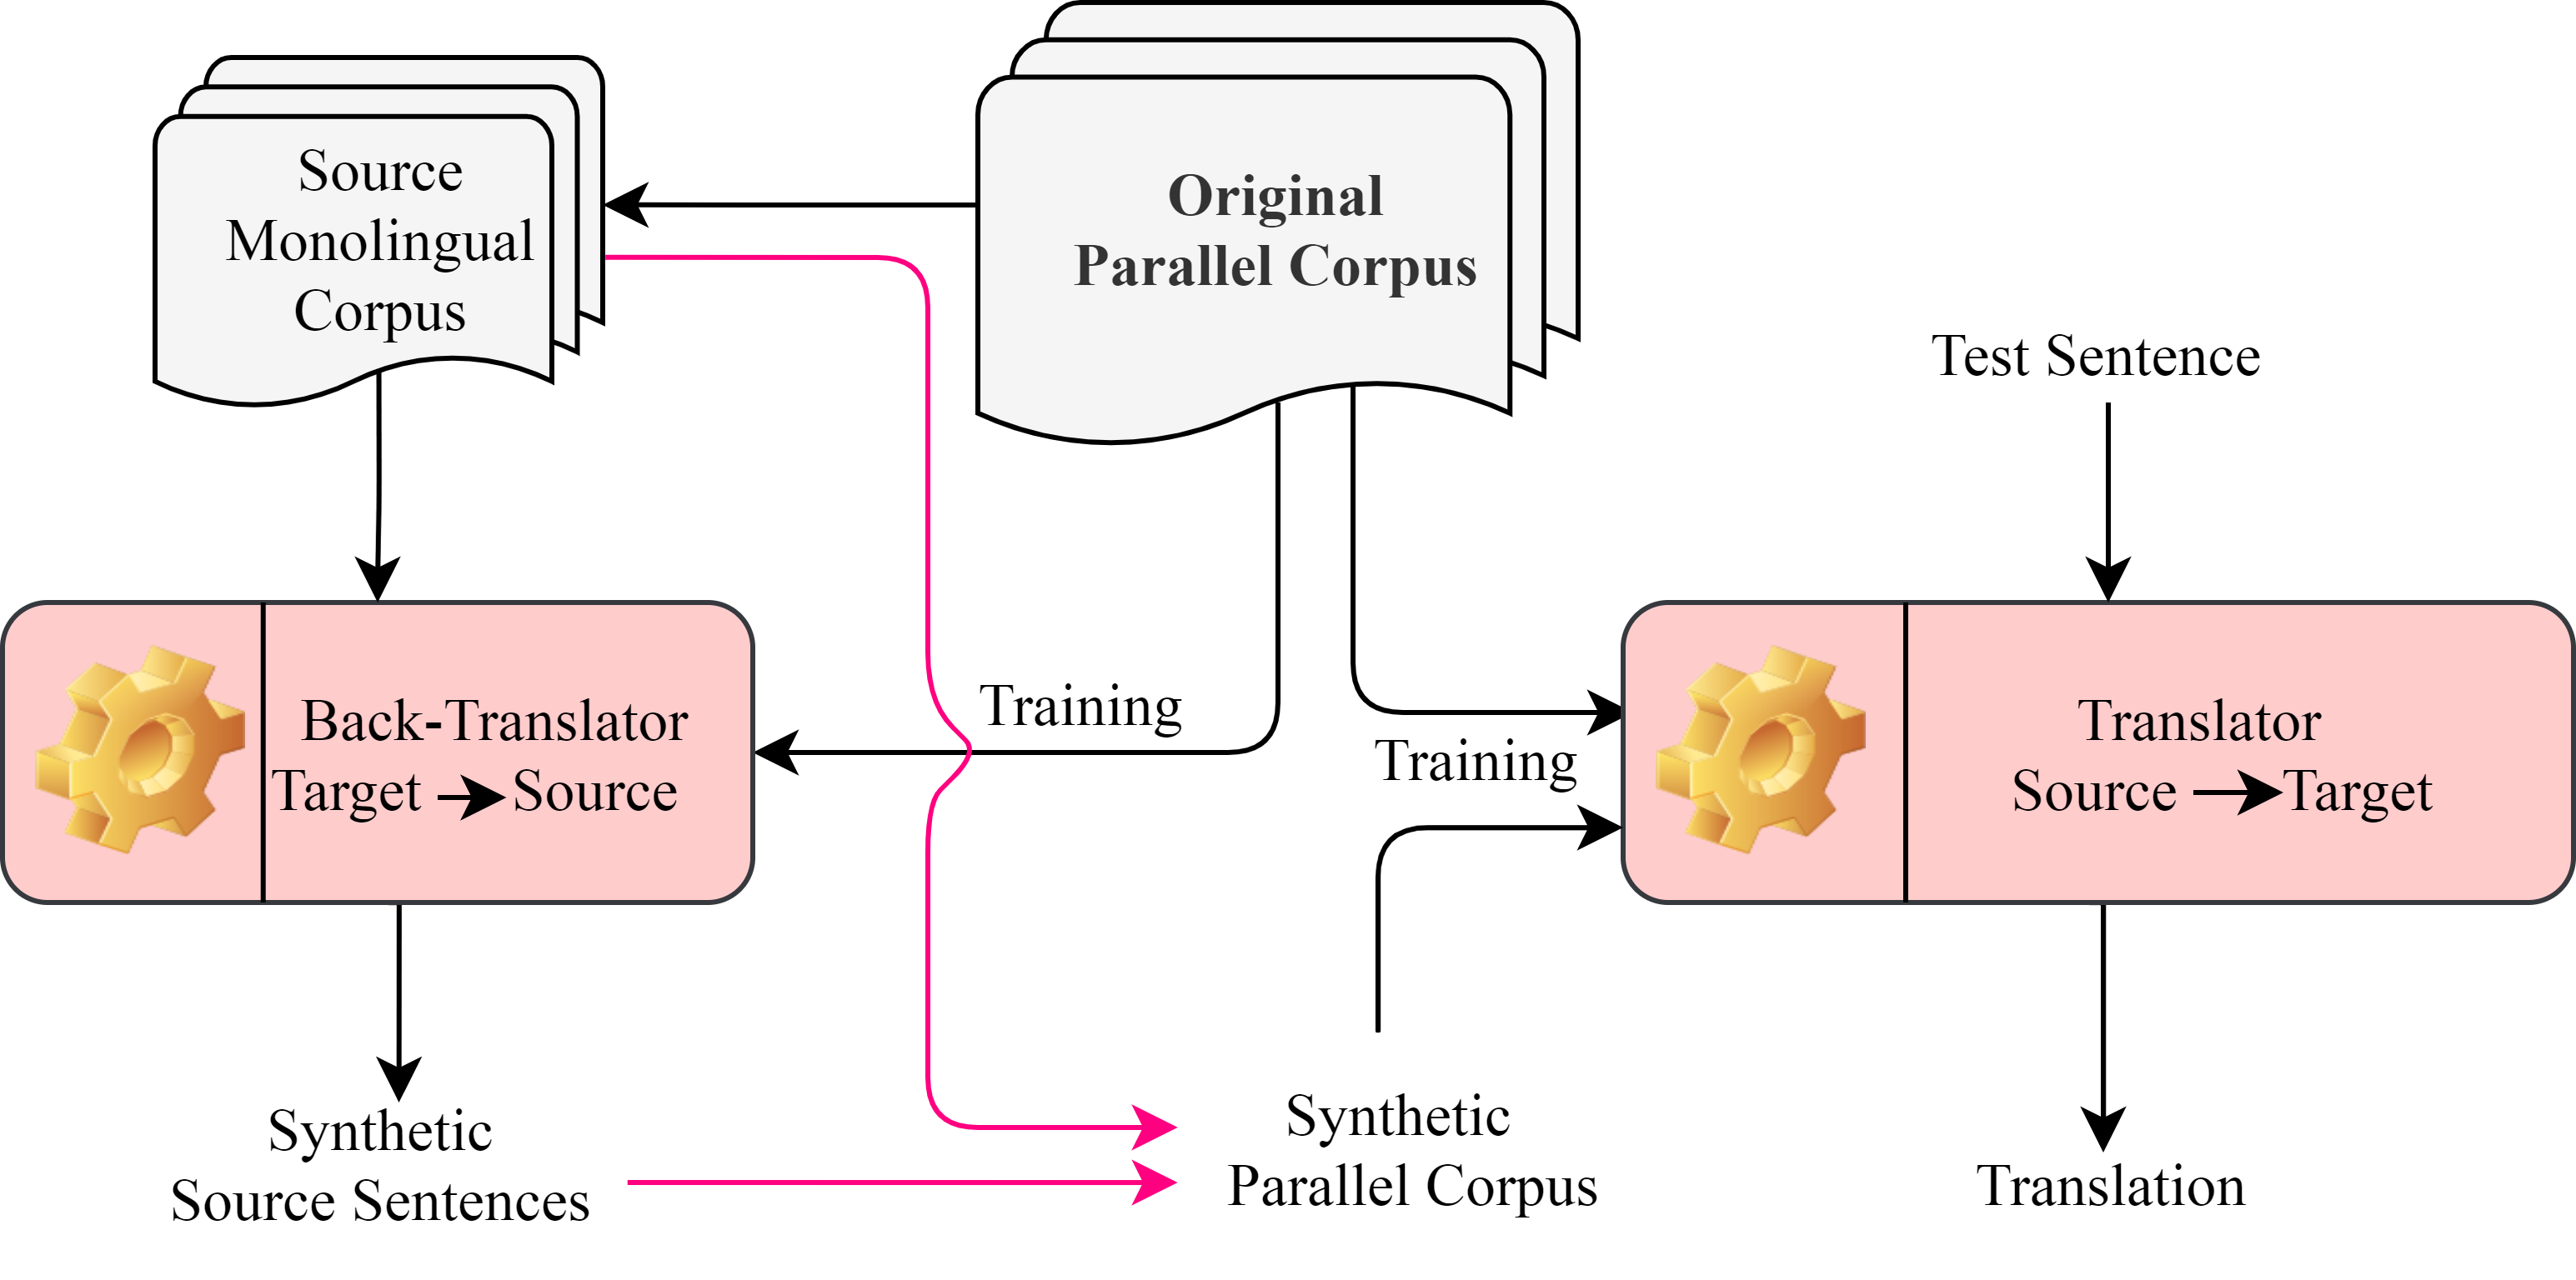 Source
Monolingual
Corpus
Original
Parallel Corpus
Test Sentence
Back-Translator
Target → Source
Training
Training
Translator
Source → Target
Synthetic
Source Sentences
Synthetic
Parallel Corpus
Translation